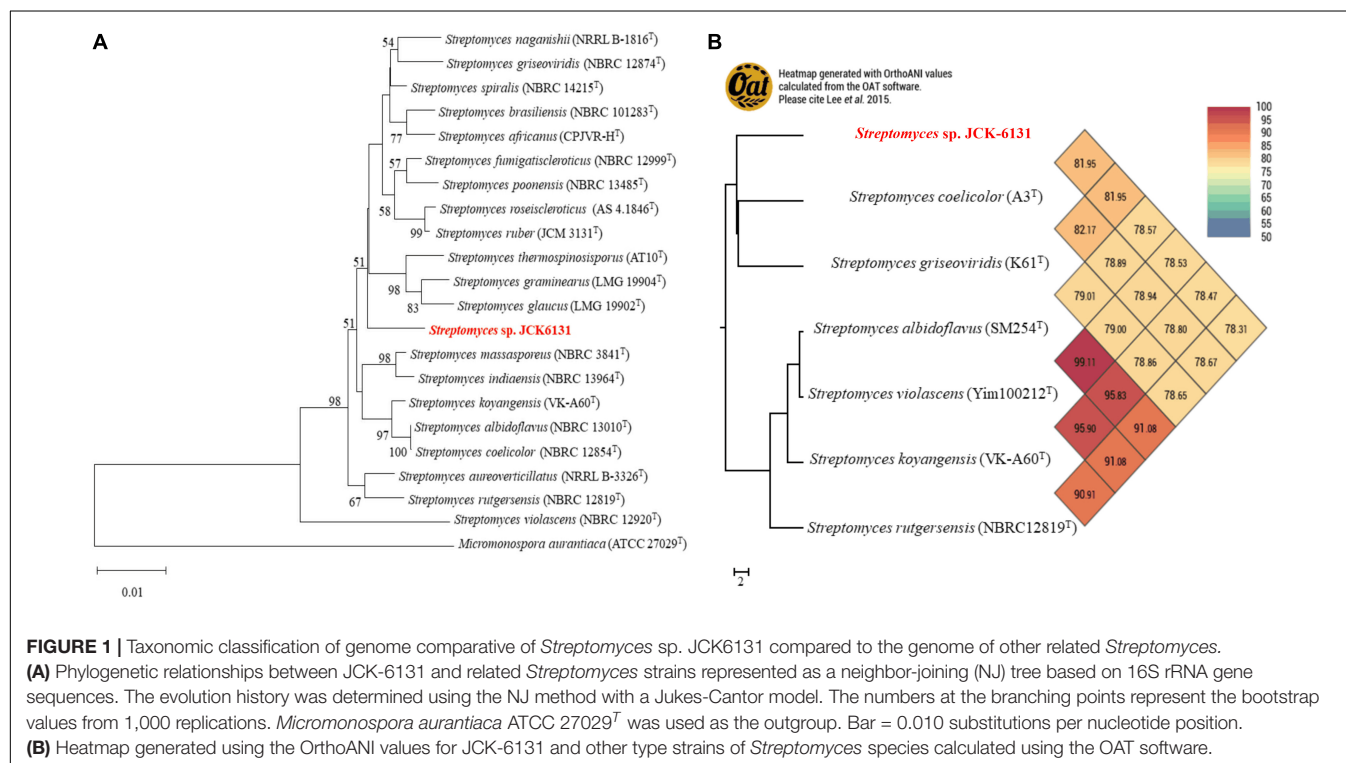 A
54
Streptomyces naganishii (NRRL B-1816ᵀ)
Streptomyces griseoviridis (NBRC 12874ᵀ)
Streptomyces spiralis (NBRC 14215ᵀ)
Streptomyces brasiliensis (NBRC 101283ᵀ)
77
Streptomyces africanus (CPJVR-Hᵀ)
57
Streptomyces fumigatiscleroticus (NBRC 12999ᵀ)
Streptomyces poonensis (NBRC 13485ᵀ)
58
Streptomyces roseiscleroticus (AS 4.1846ᵀ)
99
Streptomyces ruber (JCM 3131ᵀ)
51
Streptomyces thermospinosisporus (AT10ᵀ)
98
Streptomyces graminearus (LMG 19904ᵀ)
83
Streptomyces glaucus (LMG 19902ᵀ)
51
Streptomyces sp. JCK6131
98
Streptomyces massasporeus (NBRC 3841ᵀ)
Streptomyces indiaensis (NBRC 13964ᵀ)
98
Streptomyces koyangensis (VK-A60ᵀ)
97
Streptomyces albidoflavus (NBRC 13010ᵀ)
100
Streptomyces coelicolor (NBRC 12854ᵀ)
Streptomyces aureoverticillatus (NRRL B-3326ᵀ)
67
Streptomyces rutgersensis (NBRC 12819ᵀ)
Streptomyces violascens (NBRC 12920ᵀ)
Micromonospora aurantiaca (ATCC 27029ᵀ)
0.01
B
Oat
Heatmap generated with OrthoANI values
calculated from the OAT software.
Please cite Lee et al. 2015.
100
95
90
85
80
75
70
65
60
55
50
Streptomyces sp. JCK-6131
81.95
Streptomyces coelicolor (A3ᵀ)
81.95
82.17 78.57
Streptomyces griseoviridis (K61ᵀ)
78.89 78.53
79.01 78.94 78.47
Streptomyces albidoflavus (SM254ᵀ)
79.00 78.80 78.31
99.11 78.86 78.67
Streptomyces violascens (Yim100212ᵀ)
95.83 78.65
95.90 91.08
Streptomyces koyangensis (VK-A60ᵀ)
91.08
90.91
Streptomyces rutgersensis (NBRC12819ᵀ)
2
FIGURE 1 | Taxonomic classification of genome comparative of Streptomyces sp. JCK6131 compared to the genome of other related Streptomyces.
(A) Phylogenetic relationships between JCK-6131 and related Streptomyces strains represented as a neighbor-joining (NJ) tree based on 16S rRNA gene
sequences. The evolution history was determined using the NJ method with a Jukes-Cantor model. The numbers at the branching points represent the bootstrap
values from 1,000 replications. Micromonospora aurantiaca ATCC 27029ᵀ was used as the outgroup. Bar = 0.010 substitutions per nucleotide position.
(B) Heatmap generated using the OrthoANI values for JCK-6131 and other type strains of Streptomyces species calculated using the OAT software.